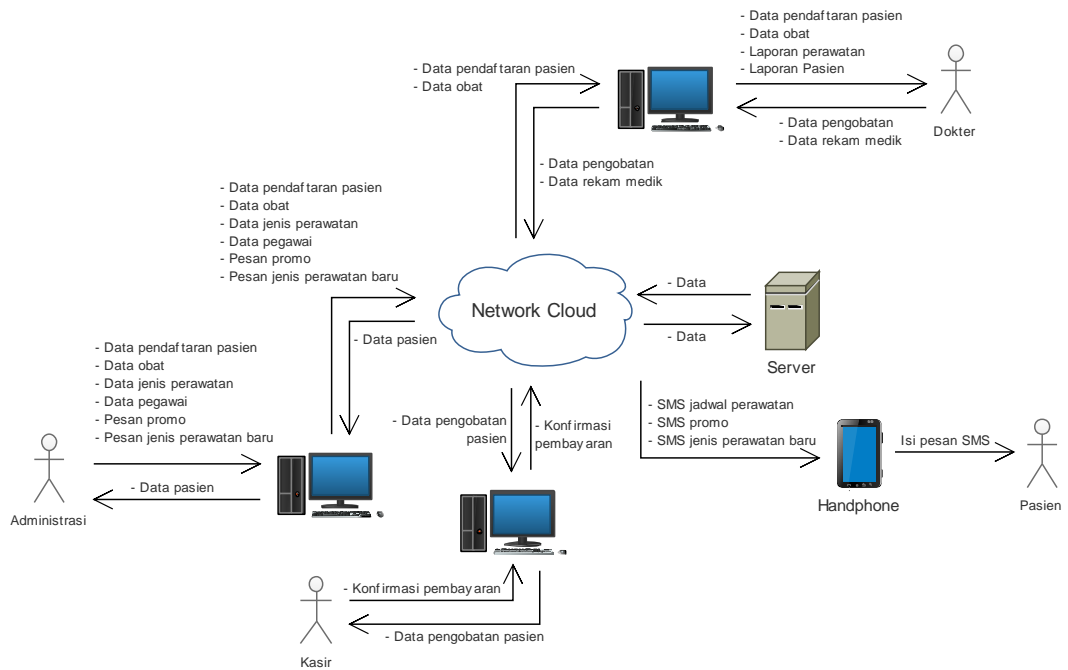 - Data pendaftaran pasien
- Data obat
- Laporan perawatan
- Laporan Pasien
- Data pendaftaran pasien
- Data obat
- Data pengobatan
- Data rekam medik
Dokter
- Data pengobatan
- Data rekam medik
- Data pendaftaran pasien
- Data obat
- Data jenis perawatan
- Data pegawai
- Pesan promo
- Pesan jenis perawatan baru
Network Cloud
- Data
- Data
Server
- Data pasien
- Data pendaftaran pasien
- Data obat
- Data jenis perawatan
- Data pegawai
- Pesan promo
- Pesan jenis perawatan baru
- Data pasien
Administrasi
- Data pengobatan
pasien
- Konfirmasi
pembayaran
- SMS jadwal perawatan
- SMS promo
- SMS jenis perawatan baru
Handphone
Isi pesan SMS
Pasien
- Konfirmasi pembayaran
- Data pengobatan pasien
Kasir